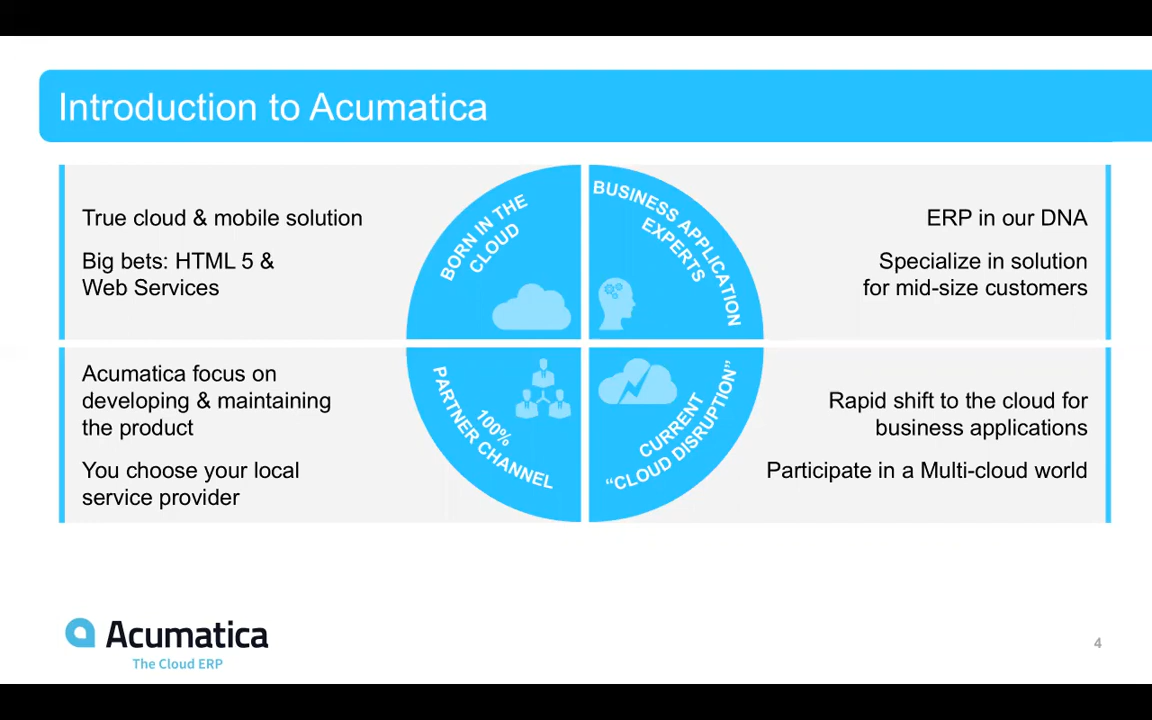 Introduction to Acumatica
True cloud & mobile solution
Big bets: HTML 5 &
Web Services
BORN IN THE
CLOUD
BUSINESS APPLICATION
EXPERTS
ERP in our DNA
Specialize in solution
for mid-size customers
Acumatica focus on
developing & maintaining
the product
You choose your local
service provider
100%
PARTNER CHANNEL
CURRENT
“CLOUD DISRUPTION”
Rapid shift to the cloud for
business applications
Participate in a Multi-cloud world
Acumatica
The Cloud ERP
4